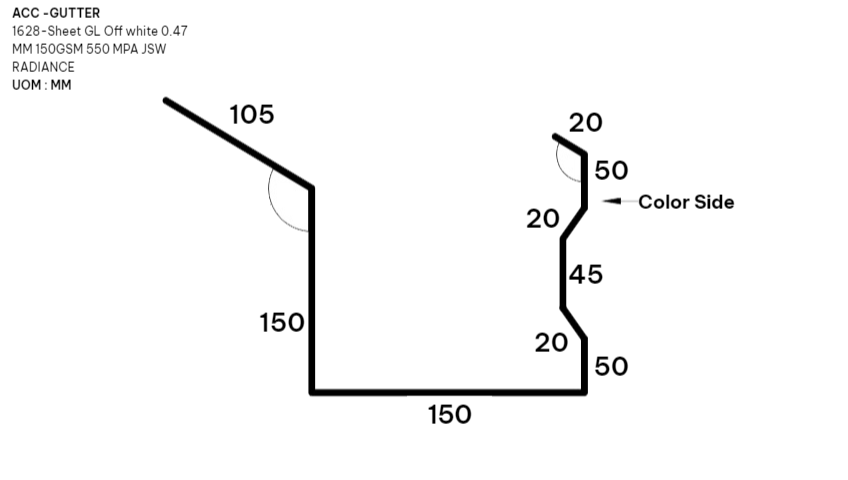 ACC -GUTTER
1628-Sheet GL Off white 0.47
MM 150GSM 550 MPA JSW
RADIANCE
UOM : MM
105
20
50
Color Side
20
45
150
20
50
150